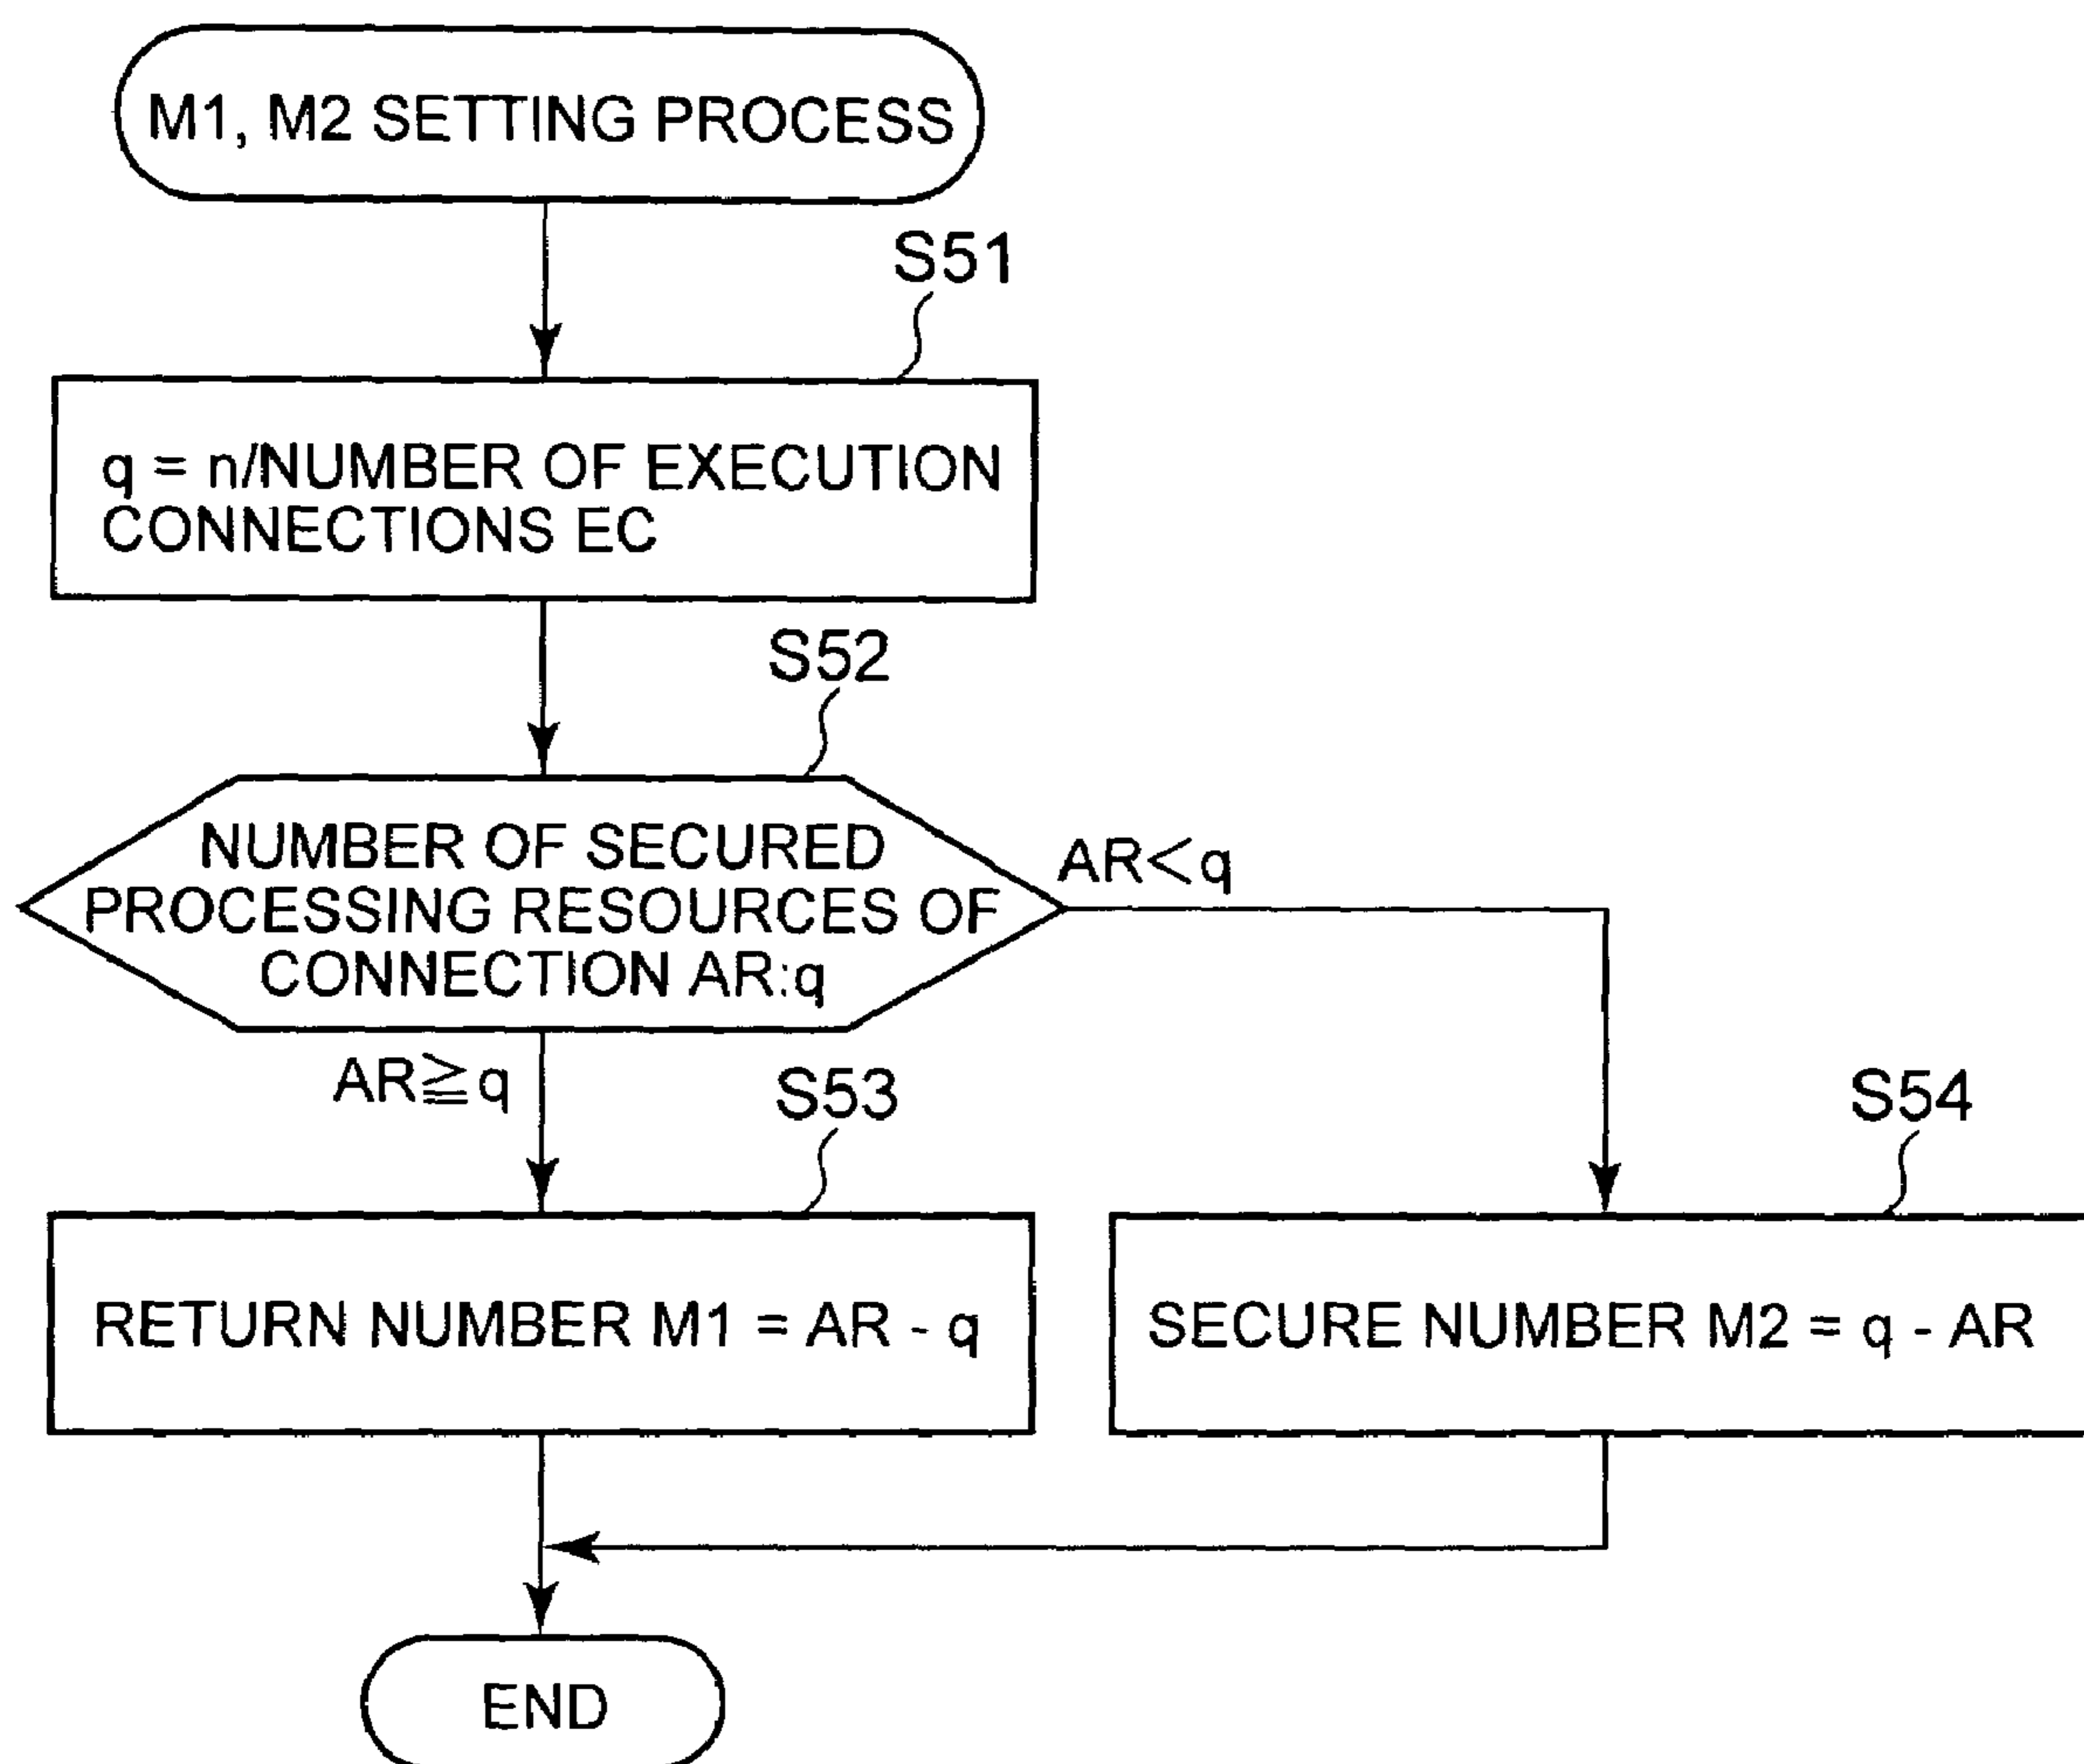 M1, M2 SETTING PROCESS
S51
q = n/NUMBER OF EXECUTION
CONNECTIONS EC
S52
NUMBER OF SECURED
PROCESSING RESOURCES OF
CONNECTION AR:q
AR<q
AR≧q
S53
S54
RETURN NUMBER M1 = AR - q
SECURE NUMBER M2 = q - AR
END